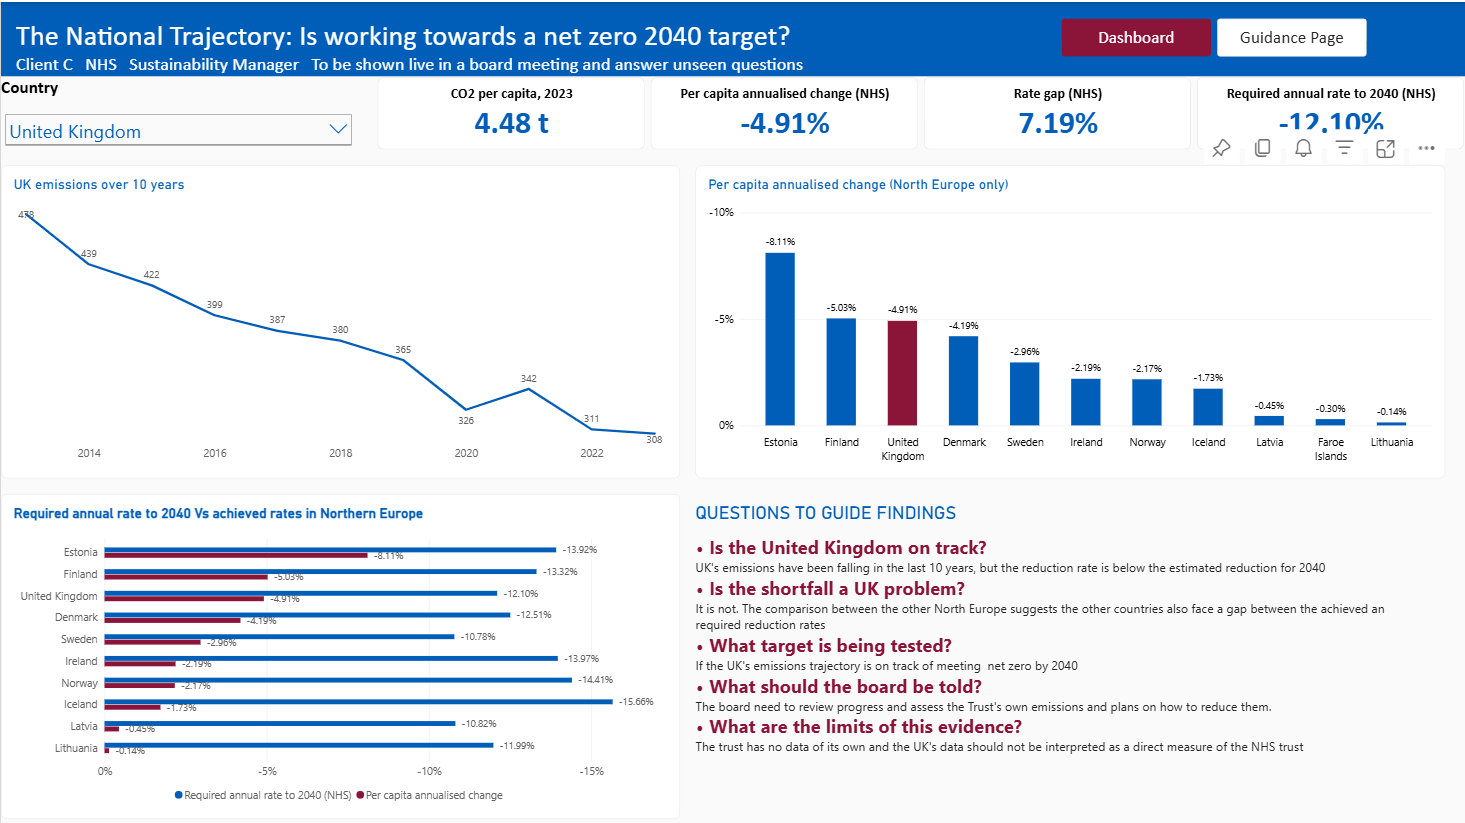 The National Trajectory: Is working towards a net zero 2040 target?
Client C NHS Sustainability Manager To be shown live in a board meeting and answer unseen questions
Dashboard
Guidance Page
Country
United Kingdom
CO2 per capita, 2023
4.48 t
Per capita annualised change (NHS)
-4.91%
Rate gap (NHS)
7.19%
Required annual rate to 2040 (NHS)
-12.10%
UK emissions over 10 years
478
439
422
399
387
380
365
326
342
311
308
2014
2016
2018
2020
2022
Per capita annualised change (North Europe only)
-10%
-5%
0%
-8.11%
-5.03%
-4.91%
-4.19%
-2.96%
-2.19%
-2.17%
-1.73%
-0.45%
-0.30%
-0.14%
Estonia
Finland
United
Kingdom
Denmark
Sweden
Ireland
Norway
Iceland
Latvia
Faroe
Islands
Lithuania
Required annual rate to 2040 Vs achieved rates in Northern Europe
Estonia -13.92% -8.11%
Finland -13.32% -5.03%
United Kingdom -12.10% -4.91%
Denmark -12.51% -4.19%
Sweden -10.78% -2.96%
Ireland -13.97% -2.19%
Norway -14.41% -2.17%
Iceland -15.66% -1.73%
Latvia -10.82% -0.45%
Lithuania -11.99% -0.14%
0% -5% -10% -15%
Required annual rate to 2040 (NHS) Per capita annualised change
QUESTIONS TO GUIDE FINDINGS
• Is the United Kingdom on track?
UK's emissions have been falling in the last 10 years, but the reduction rate is below the estimated reduction for 2040
• Is the shortfall a UK problem?
It is not. The comparison between the other North Europe suggests the other countries also face a gap between the achieved an
required reduction rates
• What target is being tested?
If the UK's emissions trajectory is on track of meeting net zero by 2040
• What should the board be told?
The board need to review progress and assess the Trust's own emissions and plans on how to reduce them.
• What are the limits of this evidence?
The trust has no data of its own and the UK's data should not be interpreted as a direct measure of the NHS trust